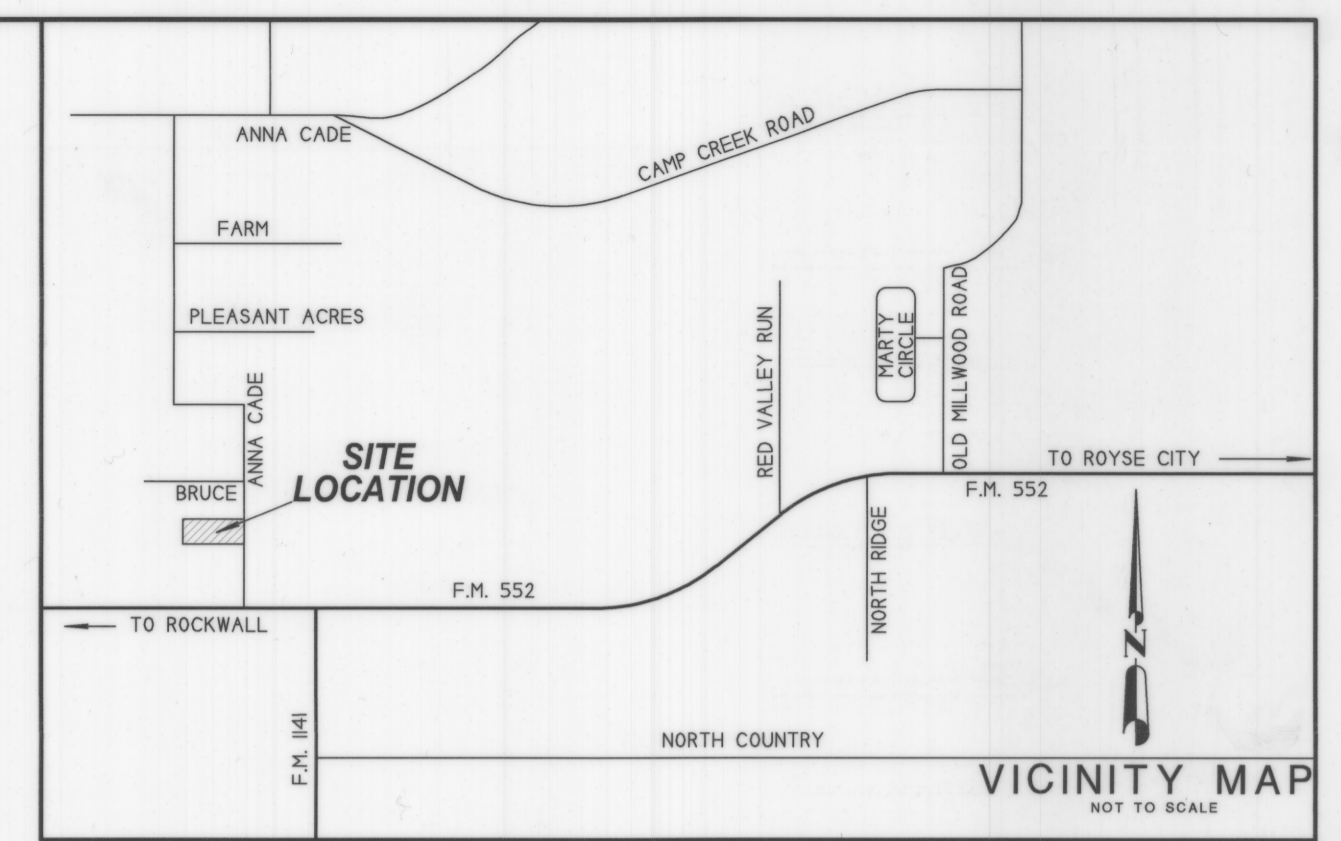 ANNA CADE
CAMP CREEK ROAD
FARM
PLEASANT ACRES
ANNA CADE
RED VALLEY RUN
MARTY
CIRCLE
OLD MILLWOOD ROAD
SITE
LOCATION
BRUCE
TO ROYSE CITY
F.M. 552
NORTH RIDGE
F.M. 552
TO ROCKWALL
N
F.M. 1141
NORTH COUNTRY
VICINITY MAP
NOT TO SCALE